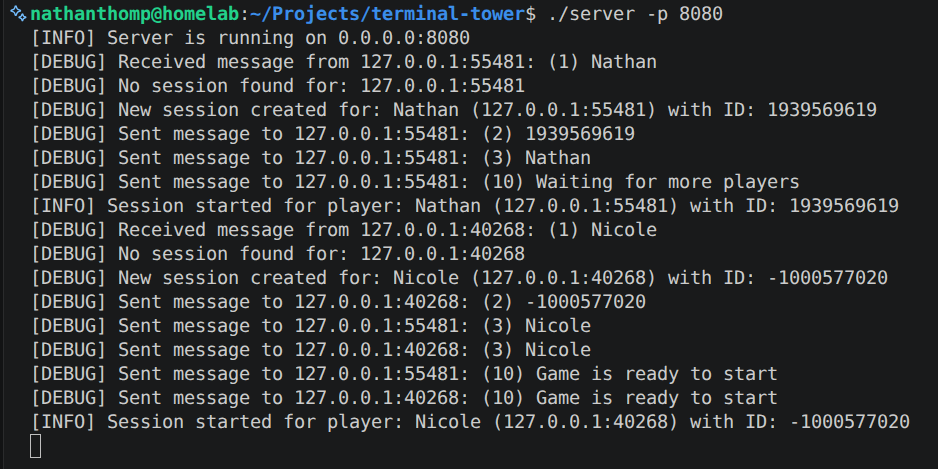 nathanthomp@homelab:~/Projects/terminal-tower$ ./server -p 8080
[INFO] Server is running on 0.0.0.0:8080
[DEBUG] Received message from 127.0.0.1:55481: (1) Nathan
[DEBUG] No session found for: 127.0.0.1:55481
[DEBUG] New session created for: Nathan (127.0.0.1:55481) with ID: 1939569619
[DEBUG] Sent message to 127.0.0.1:55481: (2) 1939569619
[DEBUG] Sent message to 127.0.0.1:55481: (3) Nathan
[DEBUG] Sent message to 127.0.0.1:55481: (10) Waiting for more players
[INFO] Session started for player: Nathan (127.0.0.1:55481) with ID: 1939569619
[DEBUG] Received message from 127.0.0.1:40268: (1) Nicole
[DEBUG] No session found for: 127.0.0.1:40268
[DEBUG] New session created for: Nicole (127.0.0.1:40268) with ID: -1000577020
[DEBUG] Sent message to 127.0.0.1:40268: (2) -1000577020
[DEBUG] Sent message to 127.0.0.1:55481: (3) Nicole
[DEBUG] Sent message to 127.0.0.1:40268: (3) Nicole
[DEBUG] Sent message to 127.0.0.1:55481: (10) Game is ready to start
[DEBUG] Sent message to 127.0.0.1:40268: (10) Game is ready to start
[INFO] Session started for player: Nicole (127.0.0.1:40268) with ID: -1000577020